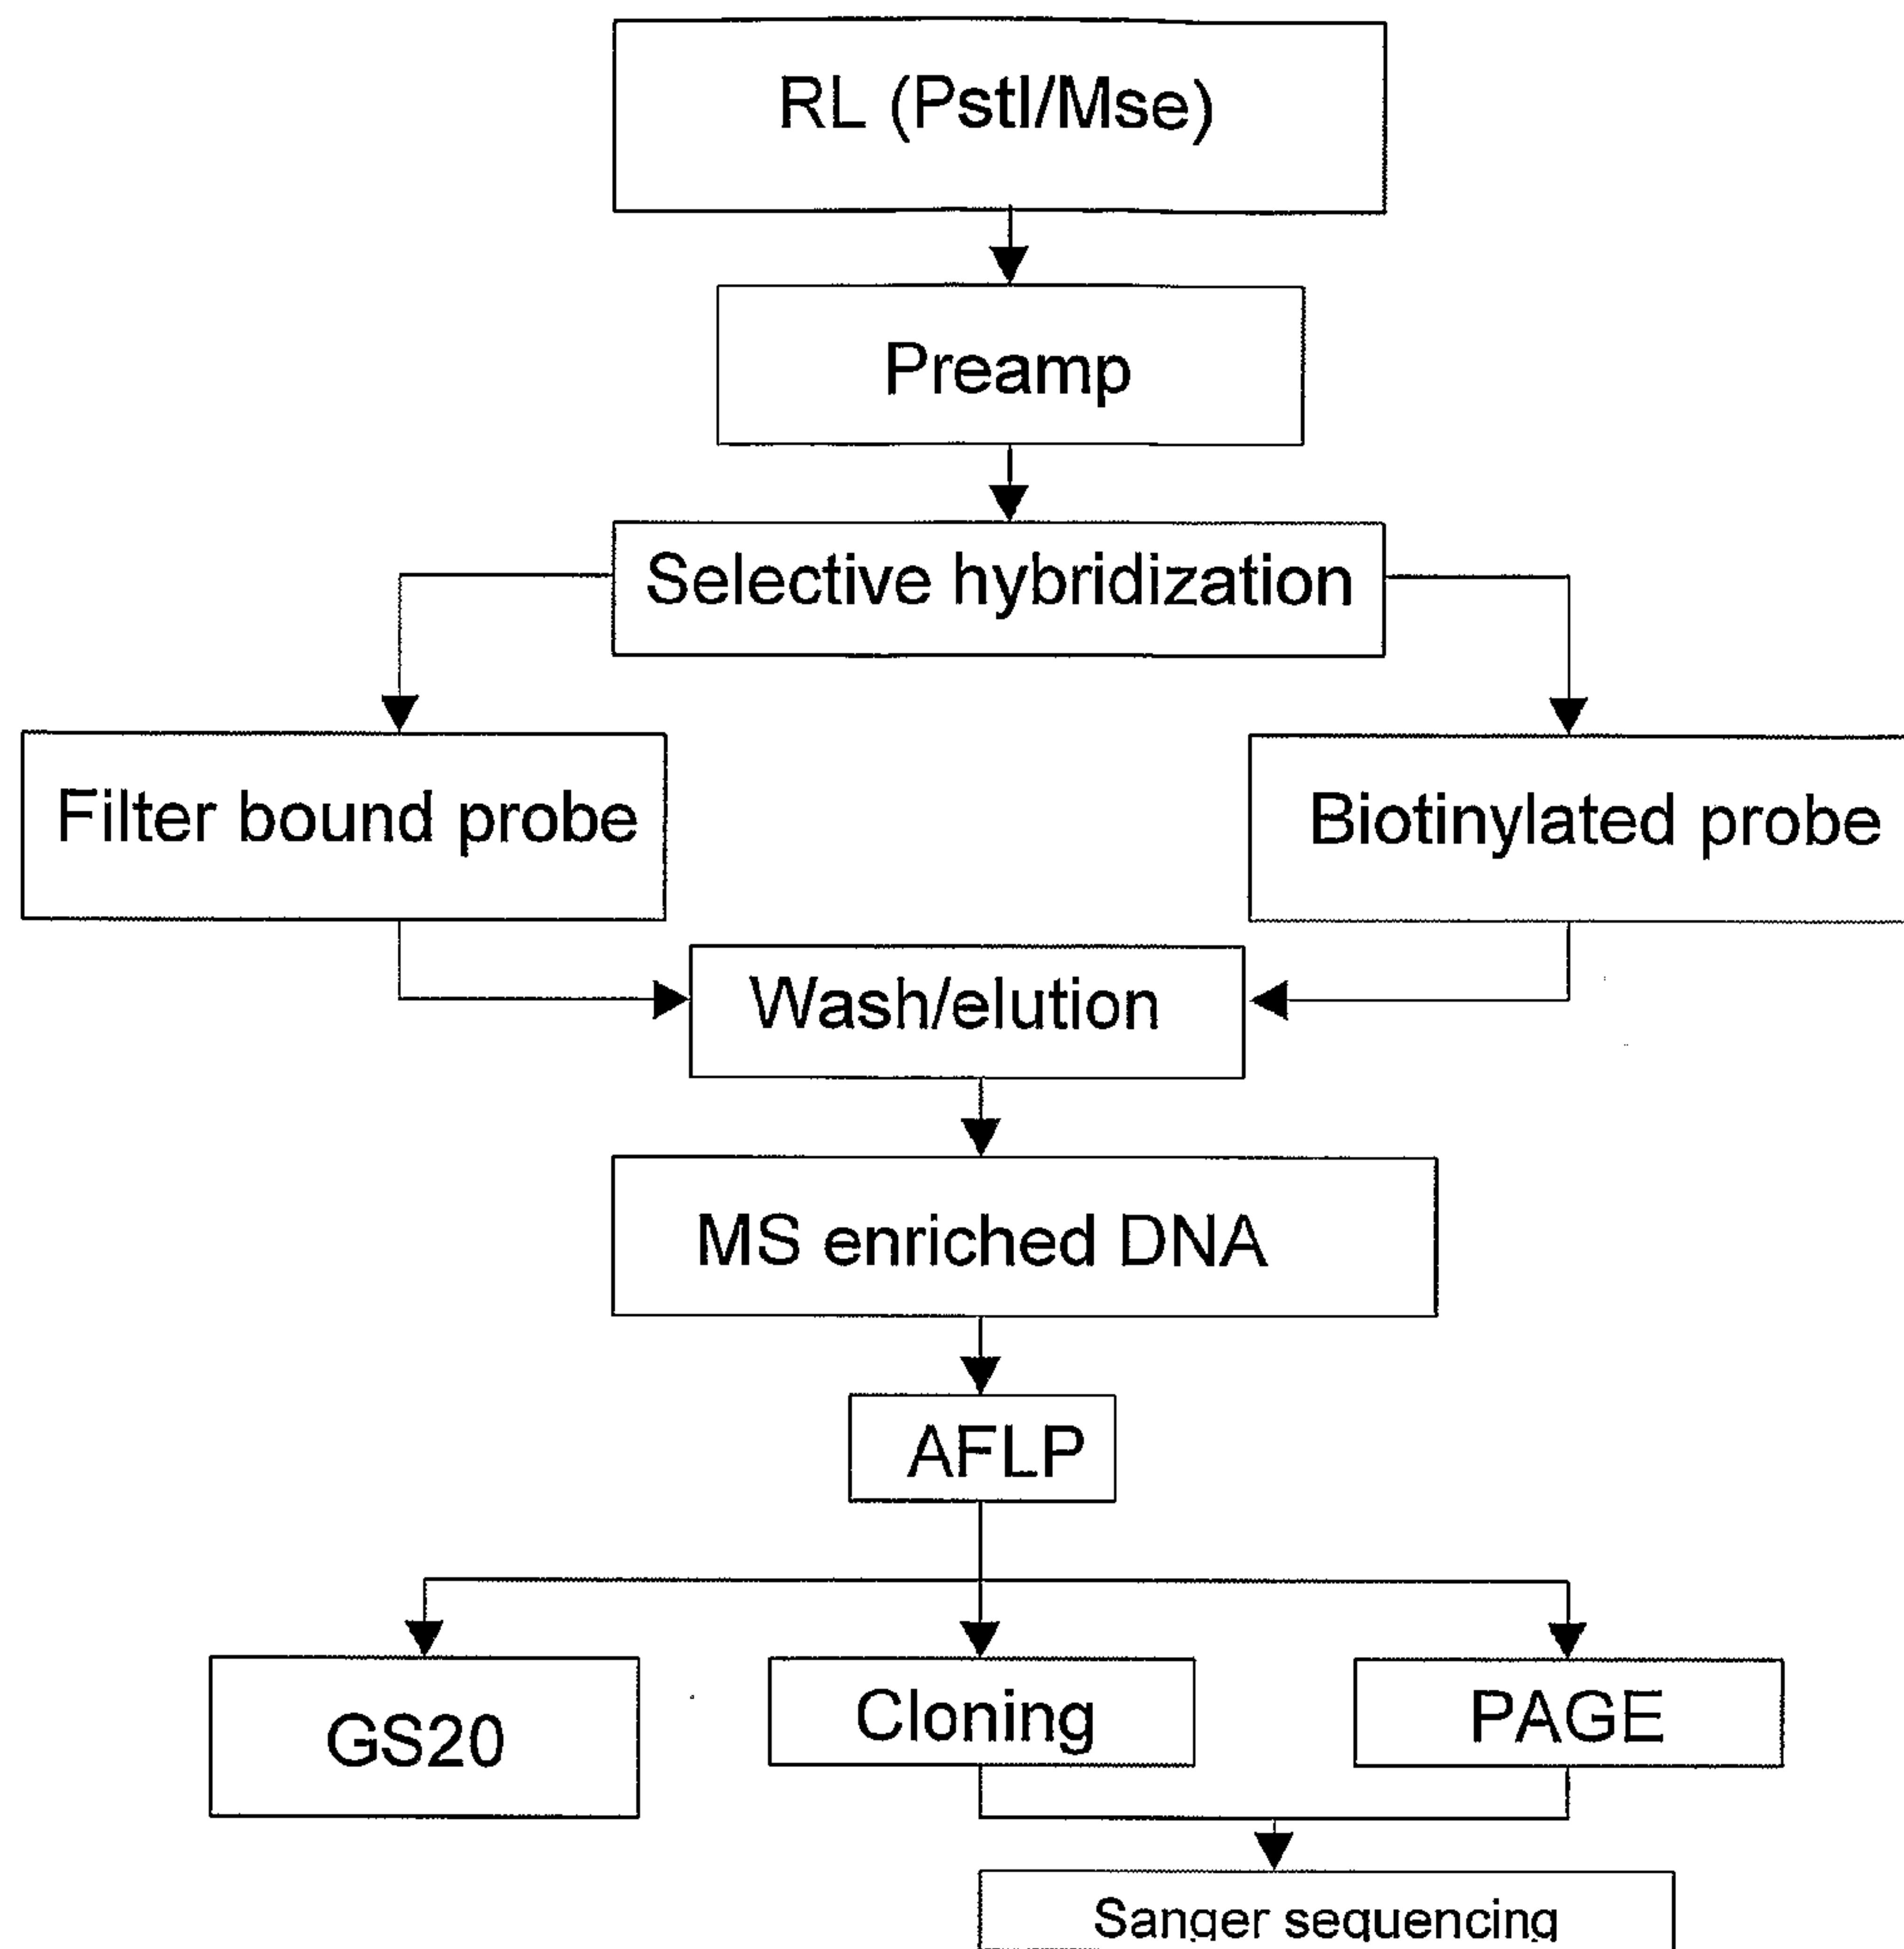 RL (PstI/Mse)
Preamp
Selective hybridization
Filter bound probe
Biotinylated probe
Wash/elution
MS enriched DNA
AFLP
GS20
Cloning
PAGE
Sanger sequencing